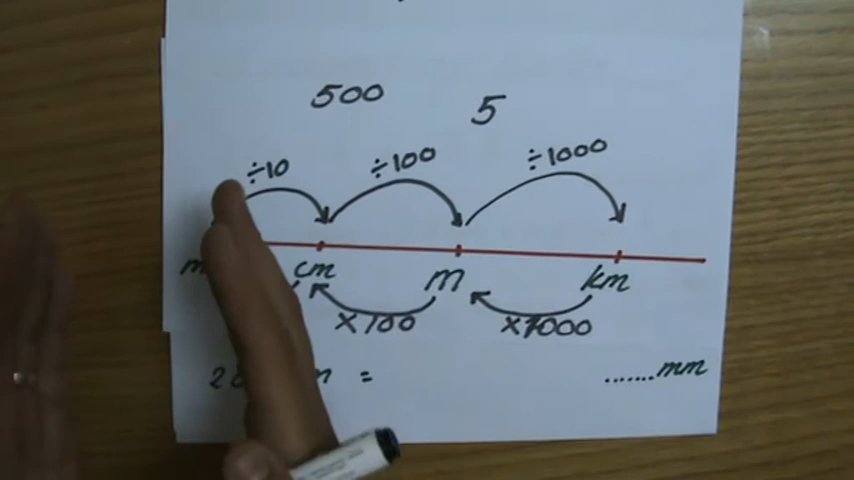 500 5
÷10 ÷100 ÷1000
cm m km
×100 ×1000
= .......mm